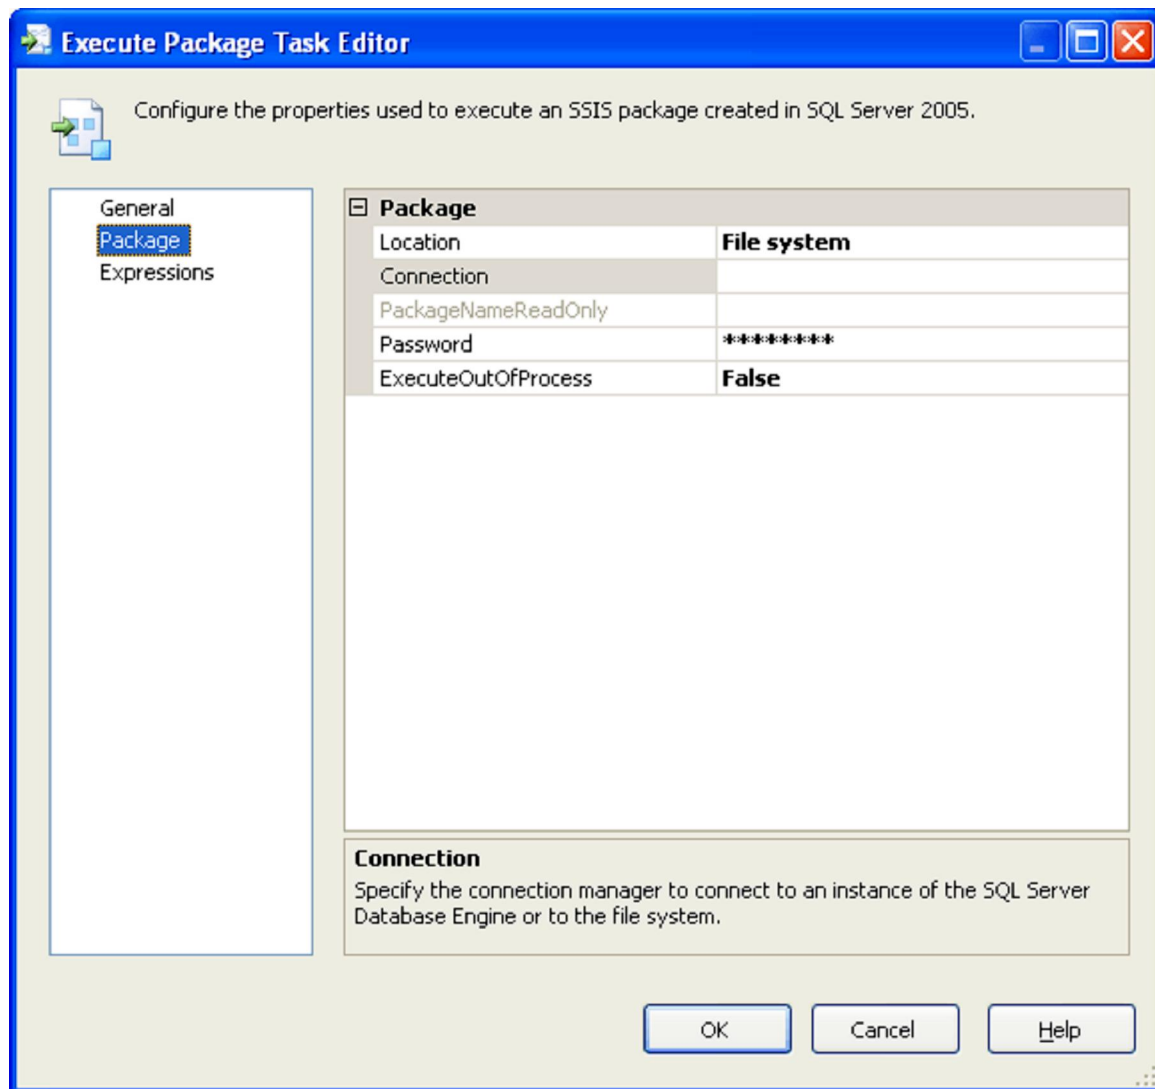 Execute Package Task Editor
Configure the properties used to execute an SSIS package created in SQL Server 2005.
General
Package
Expressions
Package
Location File system
Connection
PackageNameReadOnly
Password ********
ExecuteOutOfProcess False
Connection
Specify the connection manager to connect to an instance of the SQL Server
Database Engine or to the file system.
OK Cancel Help